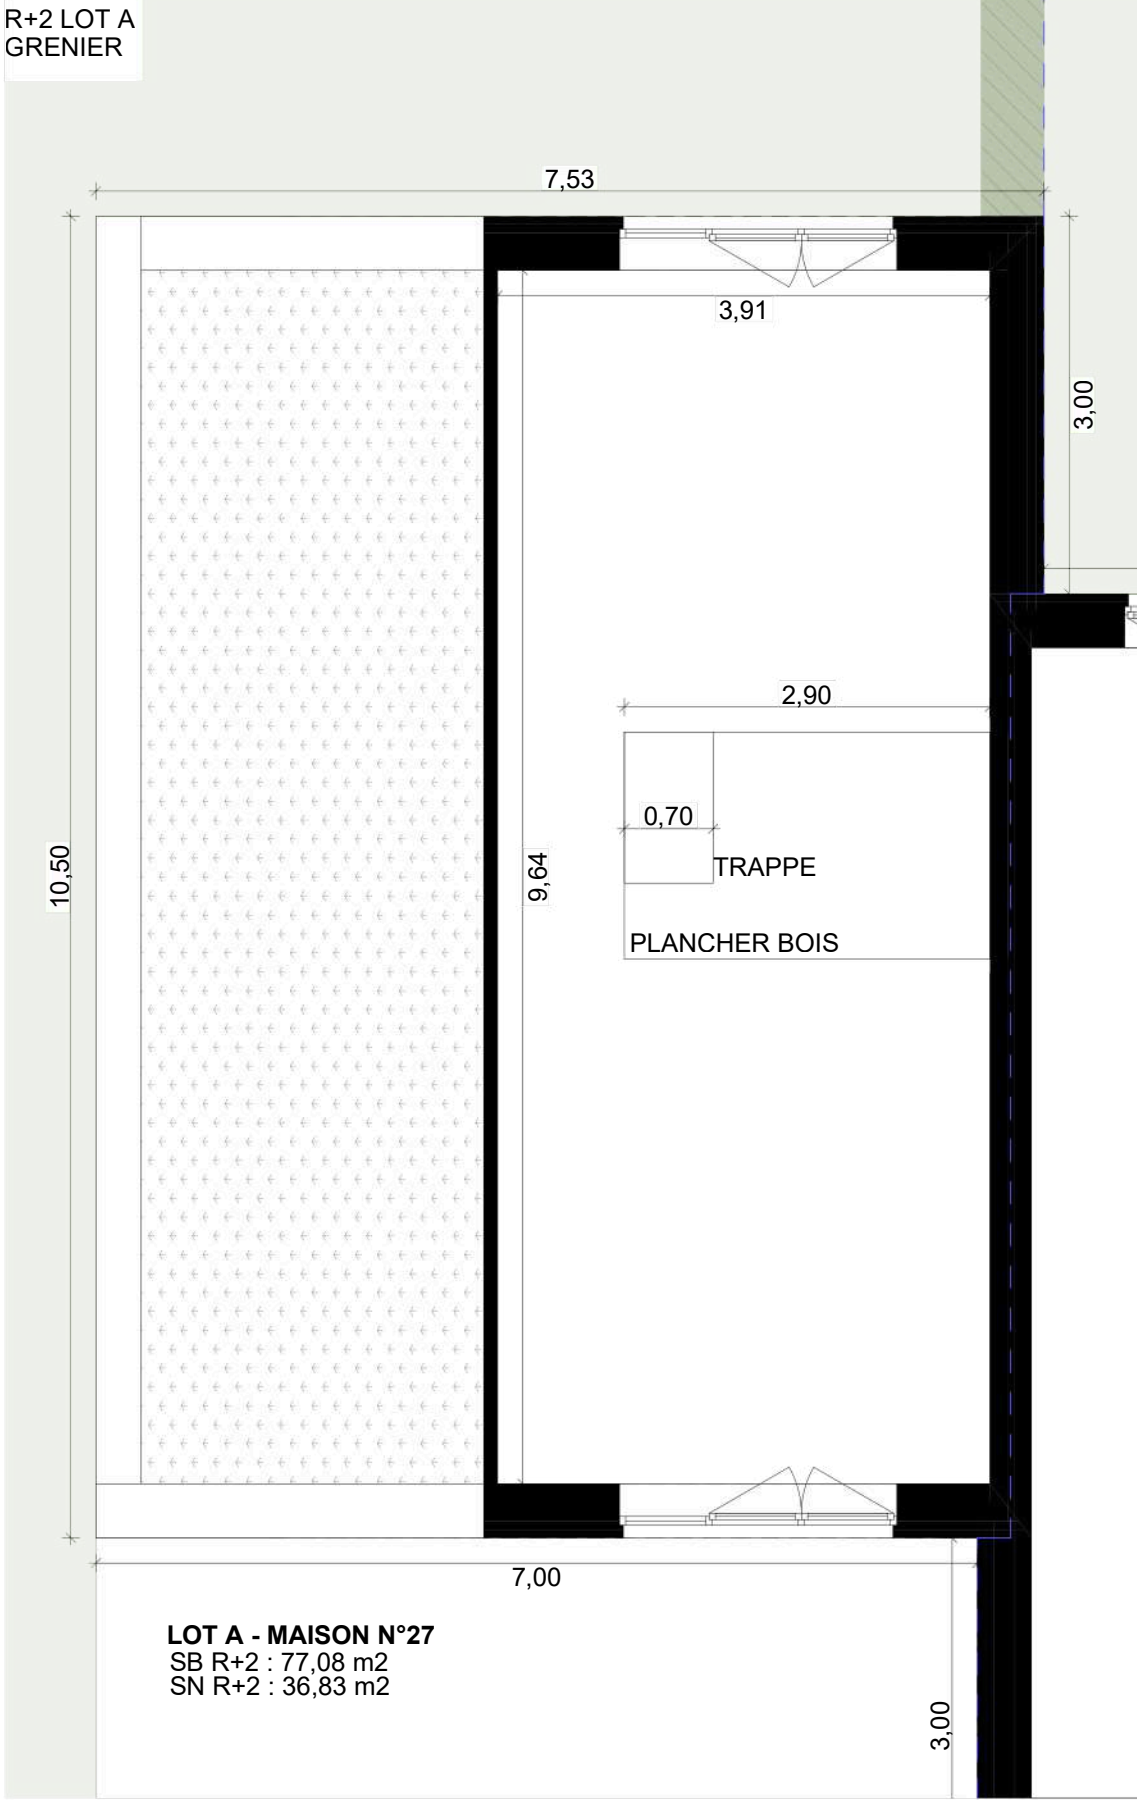 R+2 LOT A
GRENIER
7,53
3,91
3,00
2,90
0,70
TRAPPE
10,50
9,64
PLANCHER BOIS
7,00
LOT A - MAISON N°27
SB R+2 : 77,08 m2
SN R+2 : 36,83 m2
3,00